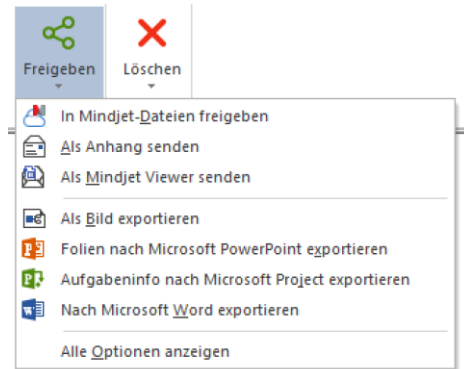 Freigeben Löschen
In Mindjet-Dateien freigeben
Als Anhang senden
Als Mindjet Viewer senden
Als Bild exportieren
Folien nach Microsoft PowerPoint exportieren
Aufgabeninfo nach Microsoft Project exportieren
Nach Microsoft Word exportieren
Alle Optionen anzeigen